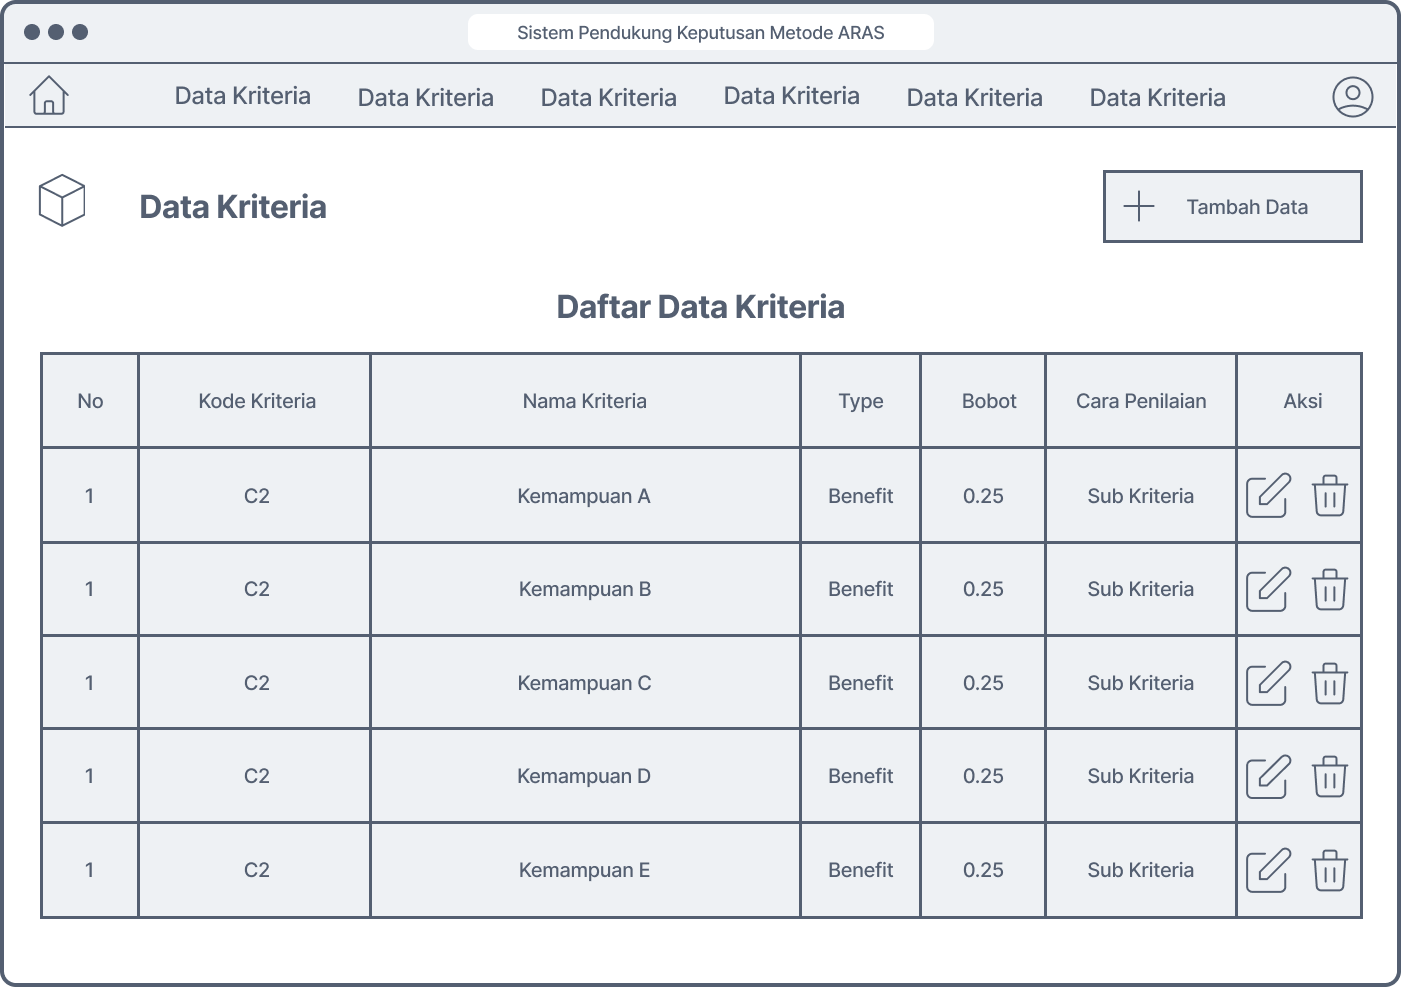 Sistem Pendukung Keputusan Metode ARAS
Data Kriteria Data Kriteria Data Kriteria Data Kriteria Data Kriteria Data Kriteria
Data Kriteria
Tambah Data
Daftar Data Kriteria
No Kode Kriteria Nama Kriteria Type Bobot Cara Penilaian Aksi
1 C2 Kemampuan A Benefit 0.25 Sub Kriteria
1 C2 Kemampuan B Benefit 0.25 Sub Kriteria
1 C2 Kemampuan C Benefit 0.25 Sub Kriteria
1 C2 Kemampuan D Benefit 0.25 Sub Kriteria
1 C2 Kemampuan E Benefit 0.25 Sub Kriteria